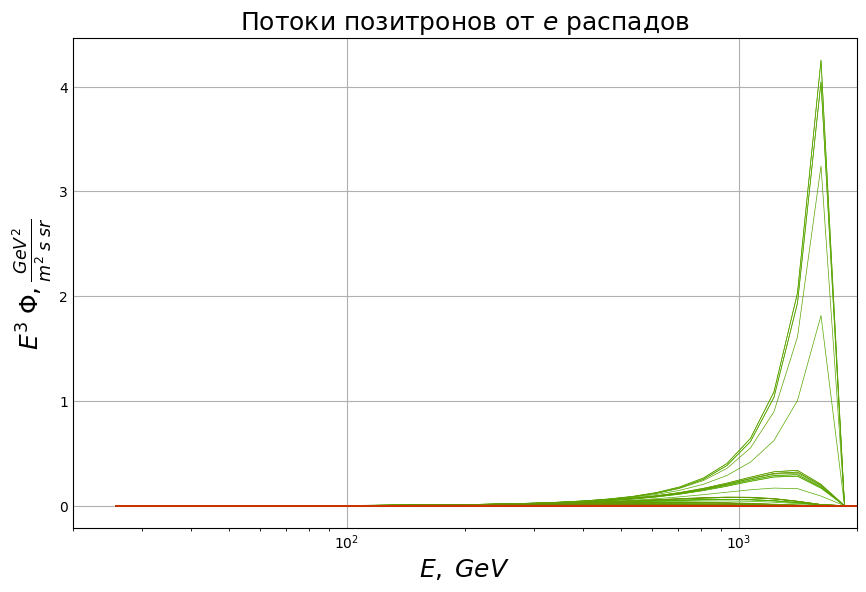 Потоки позитронов от e распадов
E³ Φ, GeV²/m² s sr
4
3
2
1
0
10² 10³
E, GeV